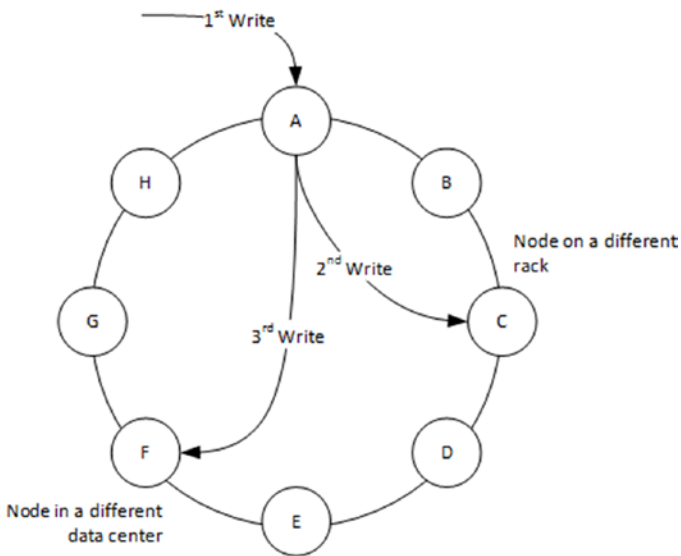 1st Write
A
H
B
Node on a different
rack
2nd Write
G
C
3rd Write
F
D
Node in a different
data center
E